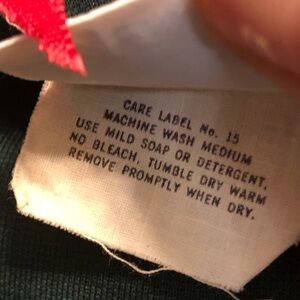 CARE LABEL No. 15
MACHINE WASH MEDIUM
USE MILD SOAP OR DETERGENT,
NO BLEACH, TUMBLE DRY WARM
REMOVE PROMPTLY WHEN DRY.